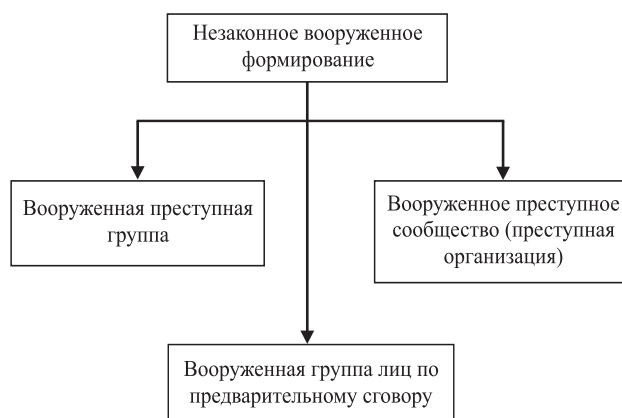 Незаконное вооруженное
формирование
Вооруженная преступная
группа
Вооруженное преступное
сообщество (преступная
организация)
Вооруженная группа лиц по
предварительному сговору